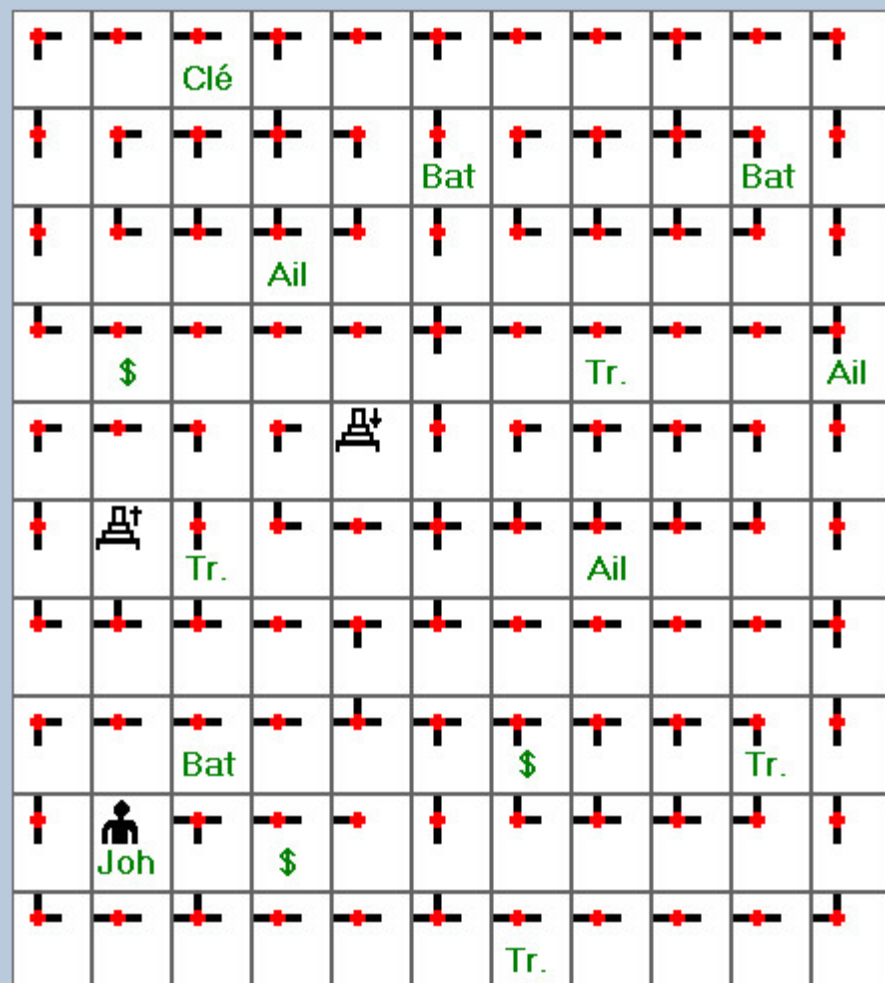 Clé
Bat Bat
Ail
$ Tr. Ail
Tr. Ail
Bat $ Tr.
Joh $
Tr.